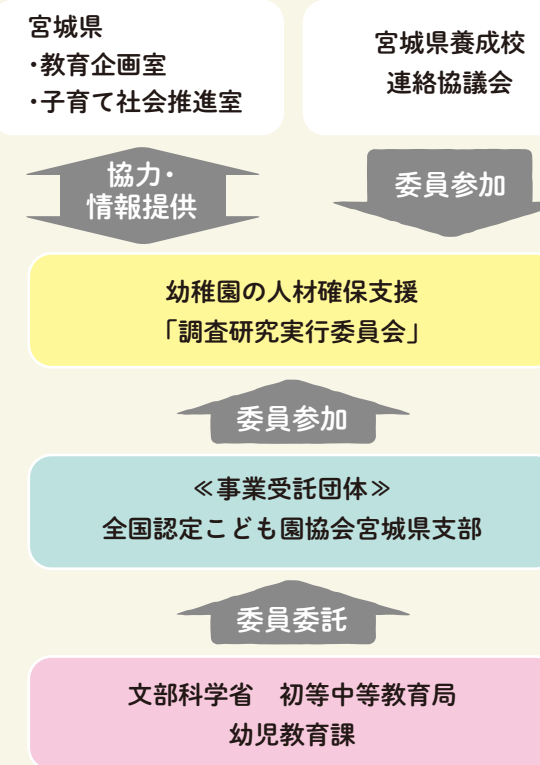 宮城県
・教育企画室
・子育て社会推進室
宮城県養成校
連絡協議会
協力・
情報提供
委員参加
幼稚園の人材確保支援
「調査研究実行委員会」
委員参加
≪事業受託団体≫
全国認定こども園協会宮城県支部
委員委託
文部科学省　初等中等教育局
幼児教育課